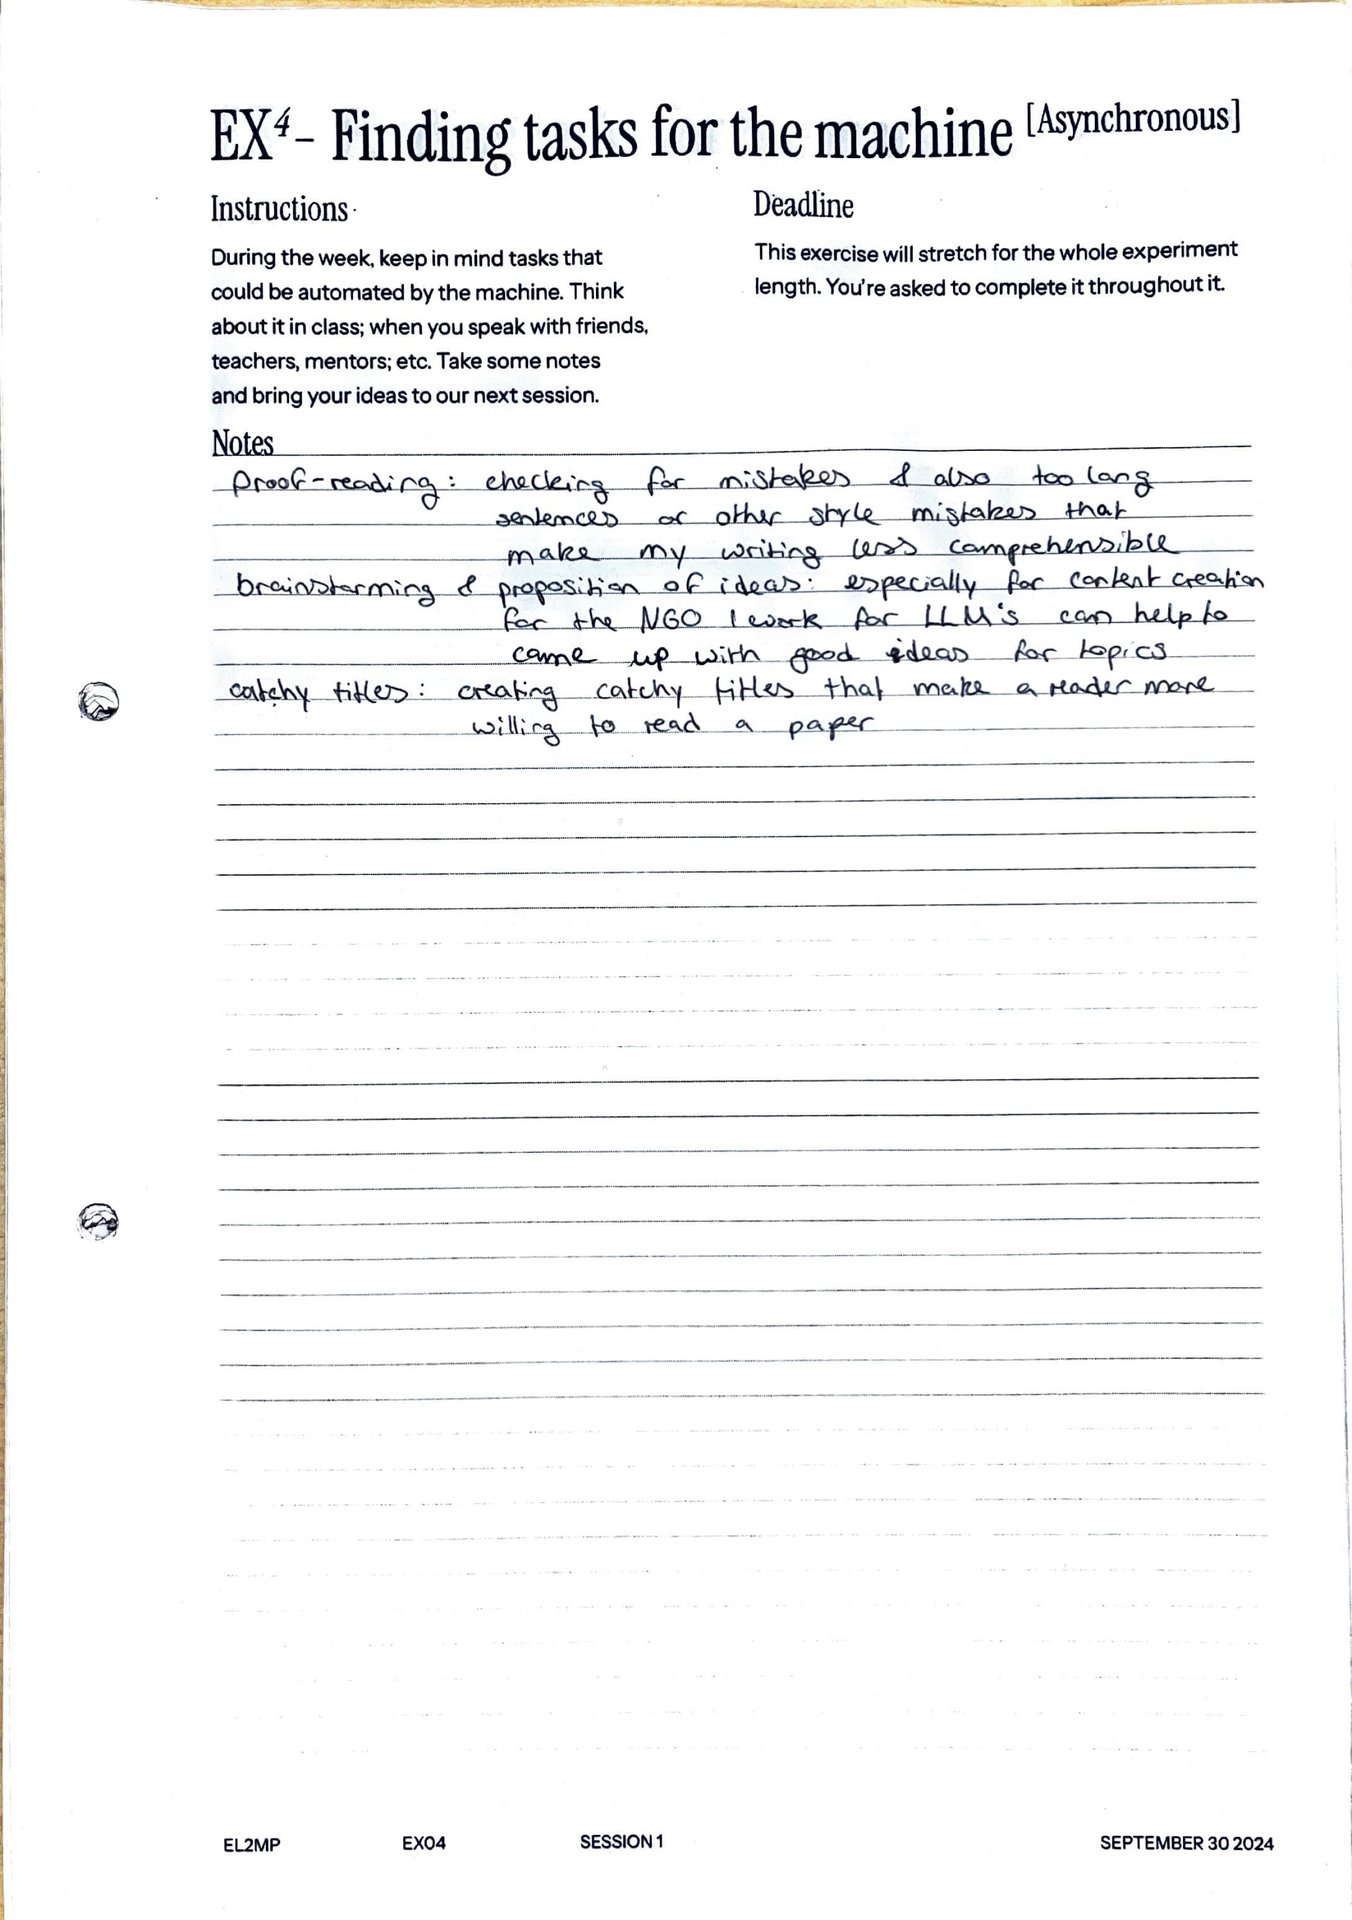 EX4 – Finding tasks for the machine [Asynchronous]
Instructions
During the week, keep in mind tasks that
could be automated by the machine. Think
about it in class; when you speak with friends,
teachers, mentors; etc. Take some notes
and bring your ideas to our next session.
Deadline
This exercise will stretch for the whole experiment
length. You're asked to complete it throughout it.
Notes
Proof-reading: checking for mistakes & also too long
sentences or other style mistakes that
make my writing less comprehensible
brainstorming & proposition of ideas: especially for content creation
for the NGO I work for LLM's can help to
come up with good ideas for topics
catchy titles: creating catchy titles that make a reader more
willing to read a paper
EL2MP EX04 SESSION 1 SEPTEMBER 30 2024